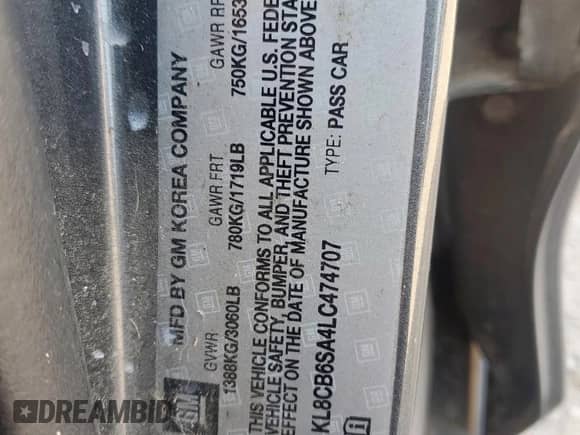 MFD BY GM KOREA COMPANY
GVWR GAWR FRT GAWR RR
1388KG/3060LB 780KG/1719LB 750KG/1653
THIS VEHICLE CONFORMS TO ALL APPLICABLE U.S. FEDE
VEHICLE SAFETY, BUMPER, AND THEFT PREVENTION STA
ON THE DATE OF MANUFACTURE SHOWN ABOVE
KL8CB6SA4LC474707 TYPE: PASS CAR
GM
DREAMBID